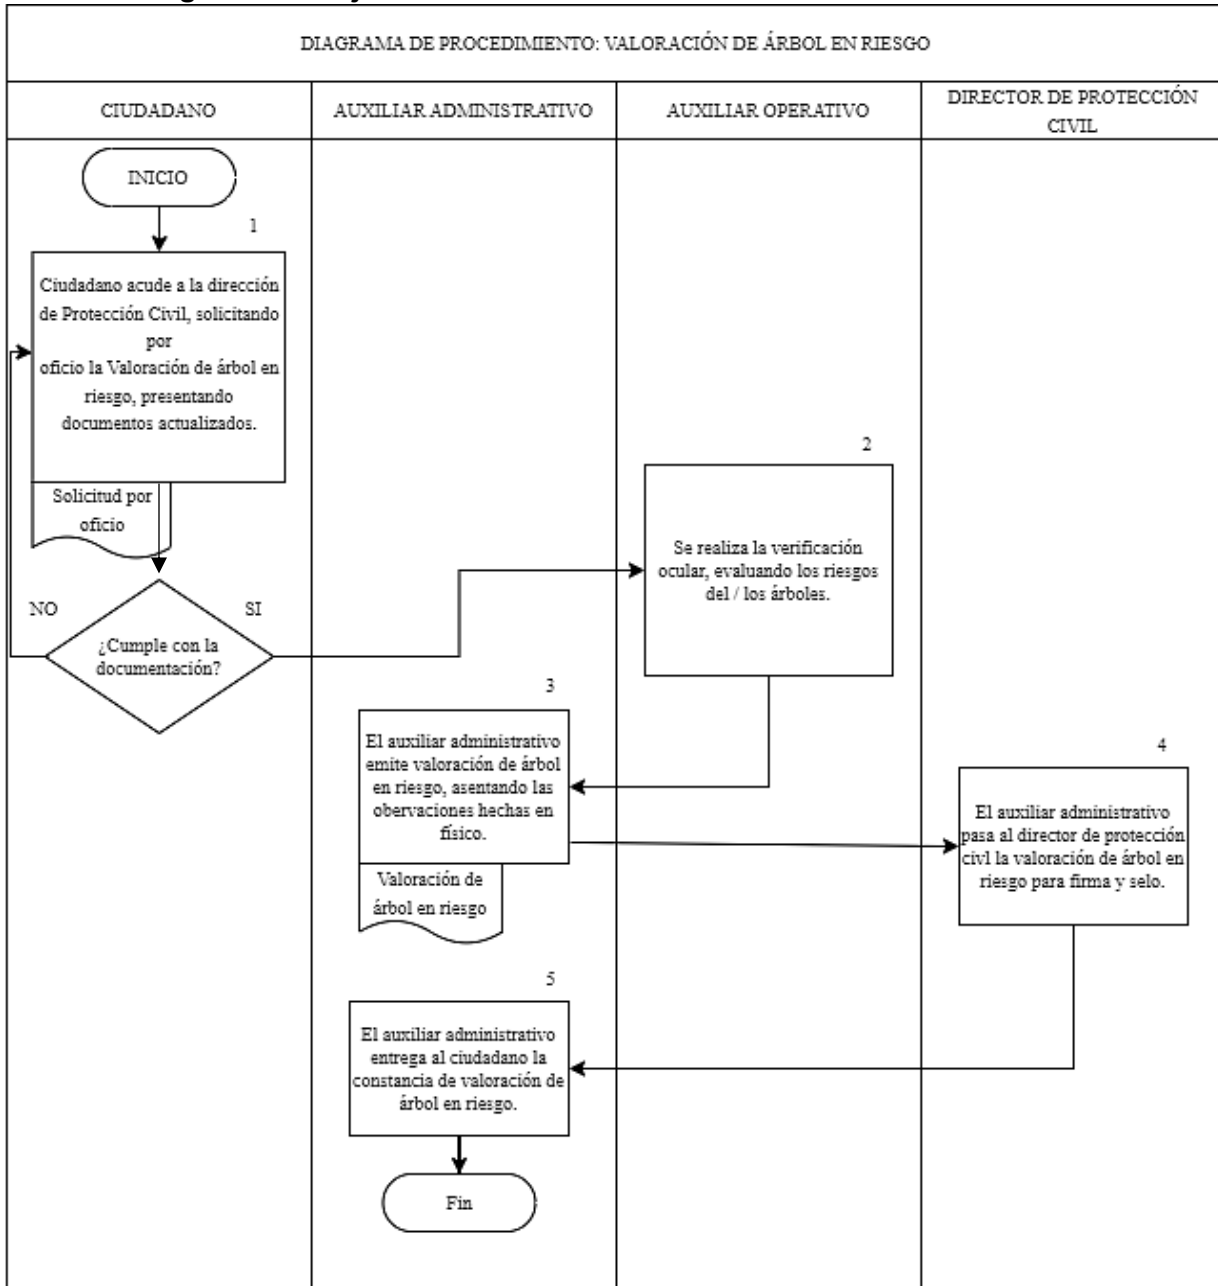 DIAGRAMA DE PROCEDIMIENTO: VALORACIÓN DE ÁRBOL EN RIESGO
CIUDADANO
AUXILIAR ADMINISTRATIVO
AUXILIAR OPERATIVO
DIRECTOR DE PROTECCIÓN
CIVIL
INICIO
1
Ciudadano acude a la dirección
de Protección Civil, solicitando
por
oficio la Valoración de árbol en
riesgo, presentando
documentos actualizados.
Solicitud por
oficio
NO
SI
¿Cumple con la
documentación?
2
Se realiza la verificación
ocular, evaluando los riesgos
del / los árboles.
3
El auxiliar administrativo
emite valoración de árbol
en riesgo, asentando las
obervaciones hechas en
físico.
Valoración de
árbol en riesgo
4
El auxiliar administrativo
pasa al director de protección
civl la valoración de árbol en
riesgo para firma y selo.
5
El auxiliar administrativo
entrega al ciudadano la
constancia de valoración de
árbol en riesgo.
Fin